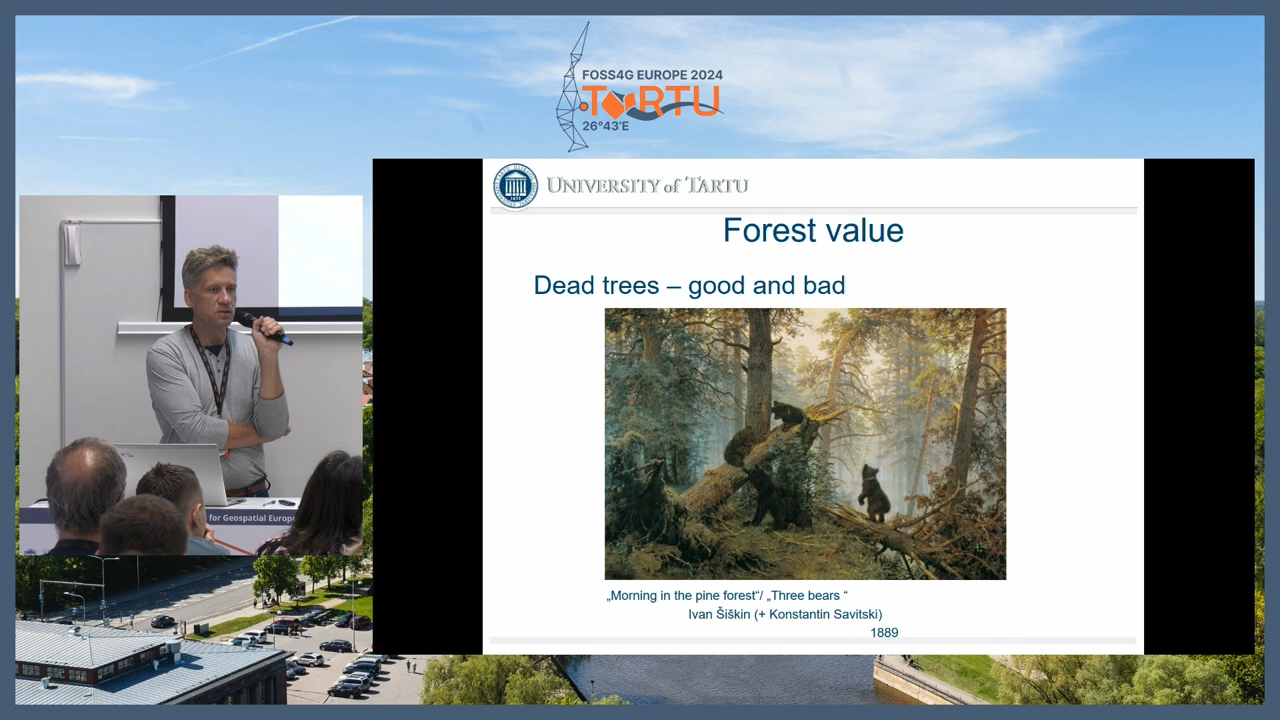 FOSS4G EUROPE 2024
TARTU
26°43'E
UNIVERSITY of TARTU
Forest value
Dead trees – good and bad
„Morning in the pine forest“/ „Three bears “
Ivan Šiškin (+ Konstantin Savitski)
1889
for Geospatial Europe